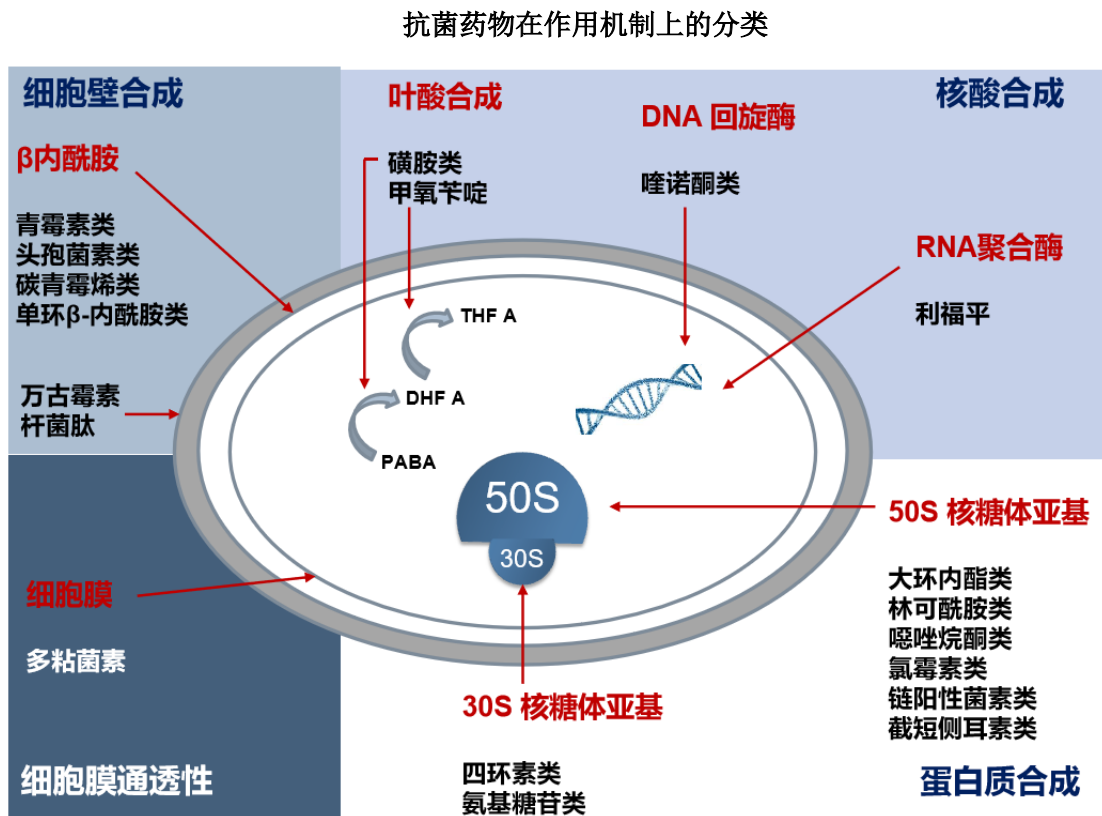 抗菌药物在作用机制上的分类
细胞壁合成
β内酰胺
青霉素类
头孢菌素类
碳青霉烯类
单环β-内酰胺类
万古霉素
杆菌肽
叶酸合成
磺胺类
甲氧苄啶
DNA 回旋酶
喹诺酮类
核酸合成
RNA聚合酶
利福平
THF A
DHF A
PABA
50S
30S
50S 核糖体亚基
大环内酯类
林可酰胺类
噁唑烷酮类
氯霉素类
链阳性菌素类
截短侧耳素类
蛋白质合成
30S 核糖体亚基
四环素类
氨基糖苷类
细胞膜
多粘菌素
细胞膜通透性